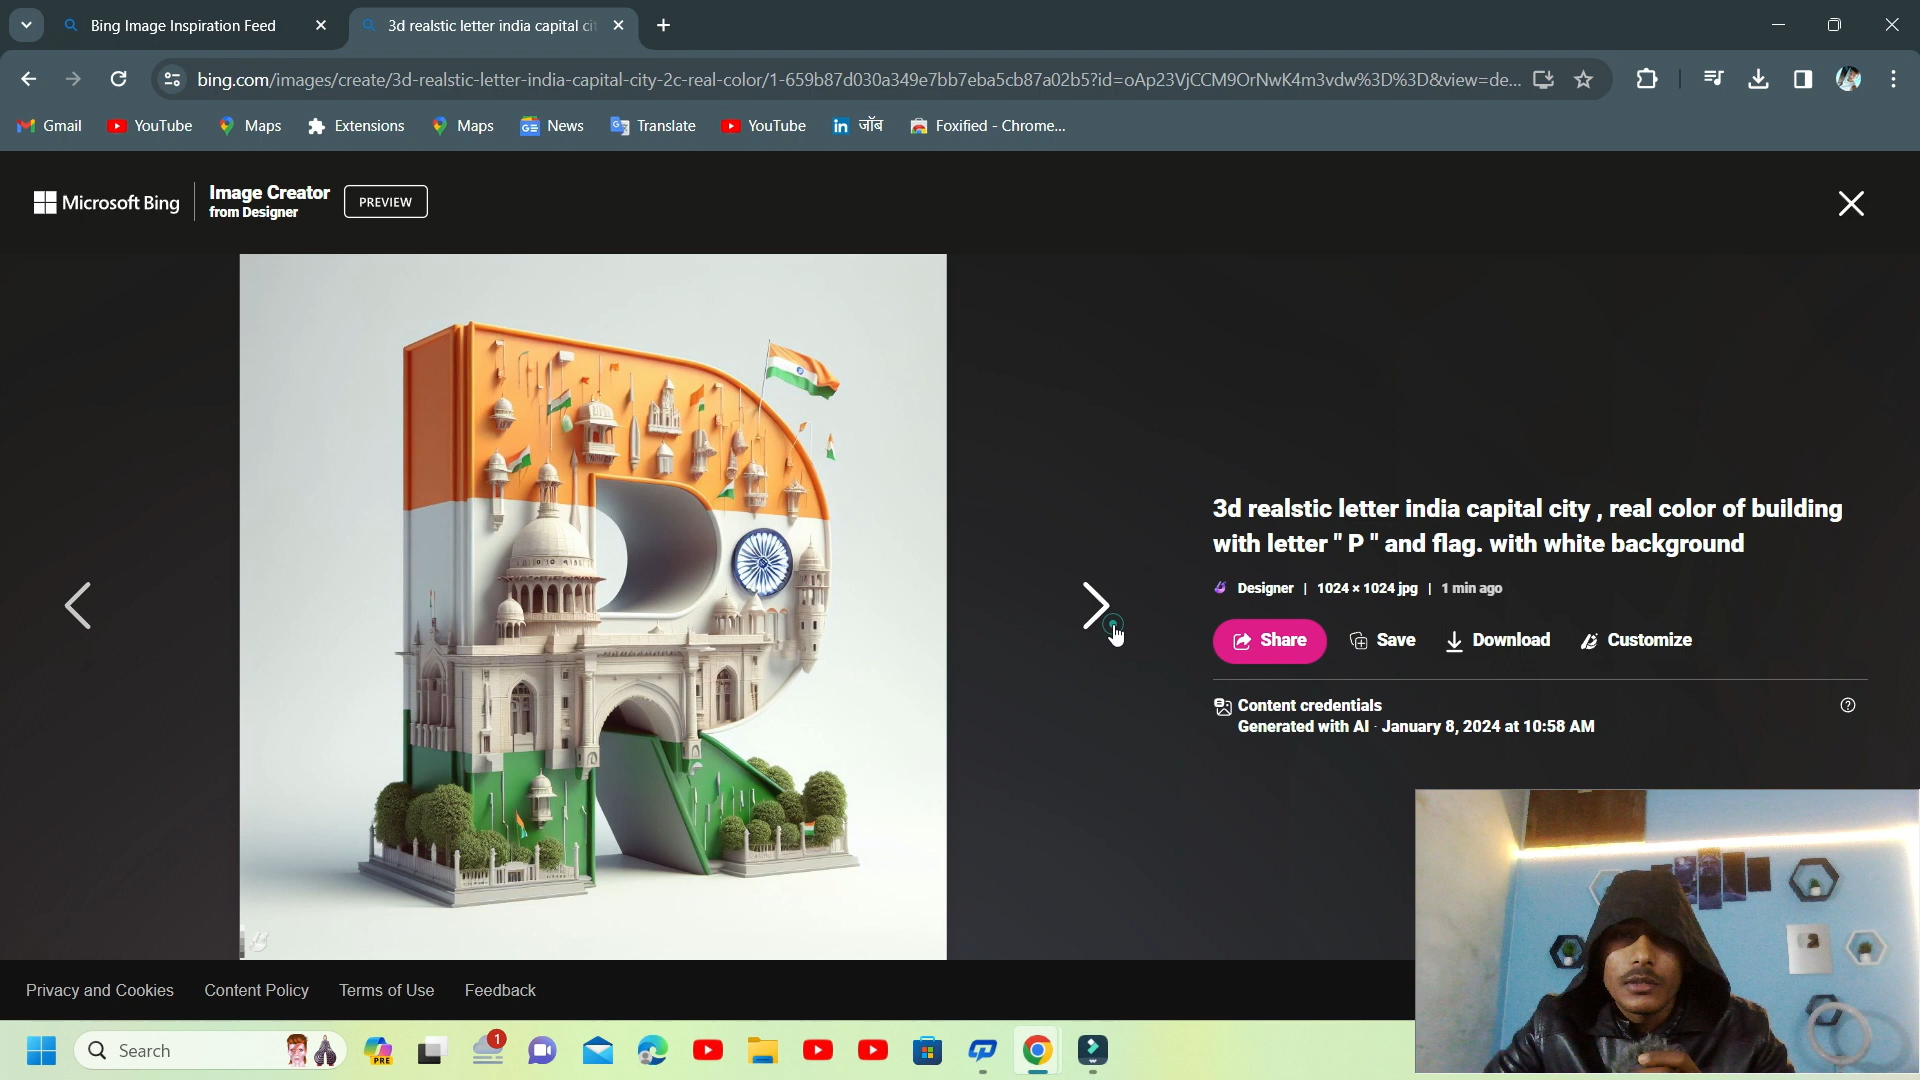 Bing Image Inspiration Feed
3d realstic letter india capital cit
bing.com/images/create/3d-realstic-letter-india-capital-city-2c-real-color/1-659b87d030a349e7bb7eba5cb87a02b5?id=oAp23VjCCM9OrNwK4m3vdw%3D%3D&view=de...
Gmail YouTube Maps Extensions Maps News Translate YouTube जॉब Foxified - Chrome...
Microsoft Bing
Image Creator
from Designer
PREVIEW
3d realstic letter india capital city , real color of building
with letter " P " and flag. with white background
Designer | 1024 × 1024 jpg | 1 min ago
Share Save Download Customize
Content credentials
Generated with AI · January 8, 2024 at 10:58 AM
R
Privacy and Cookies Content Policy Terms of Use Feedback
Search
PRE
1